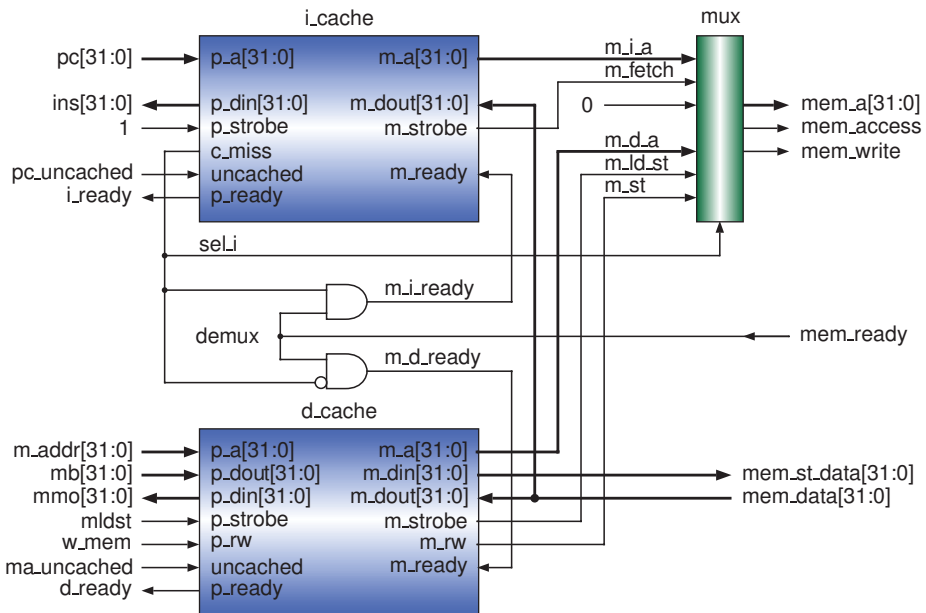 i_cache
mux
pc[31:0]
p_a[31:0]
m_a[31:0]
m_i_a
m_fetch
ins[31:0]
p_din[31:0]
m_dout[31:0]
0
mem_a[31:0]
1
p_strobe
m_strobe
mem_access
c_miss
m_d_a
mem_write
pc_uncached
uncached
m_ready
m_ld_st
i_ready
p_ready
m_st
sel_i
m_i_ready
demux
mem_ready
m_d_ready
d_cache
m_addr[31:0]
p_a[31:0]
m_a[31:0]
mb[31:0]
p_dout[31:0]
m_din[31:0]
mem_st_data[31:0]
mmo[31:0]
p_din[31:0]
m_dout[31:0]
mem_data[31:0]
mldst
p_strobe
m_strobe
w_mem
p_rw
m_rw
ma_uncached
uncached
m_ready
d_ready
p_ready